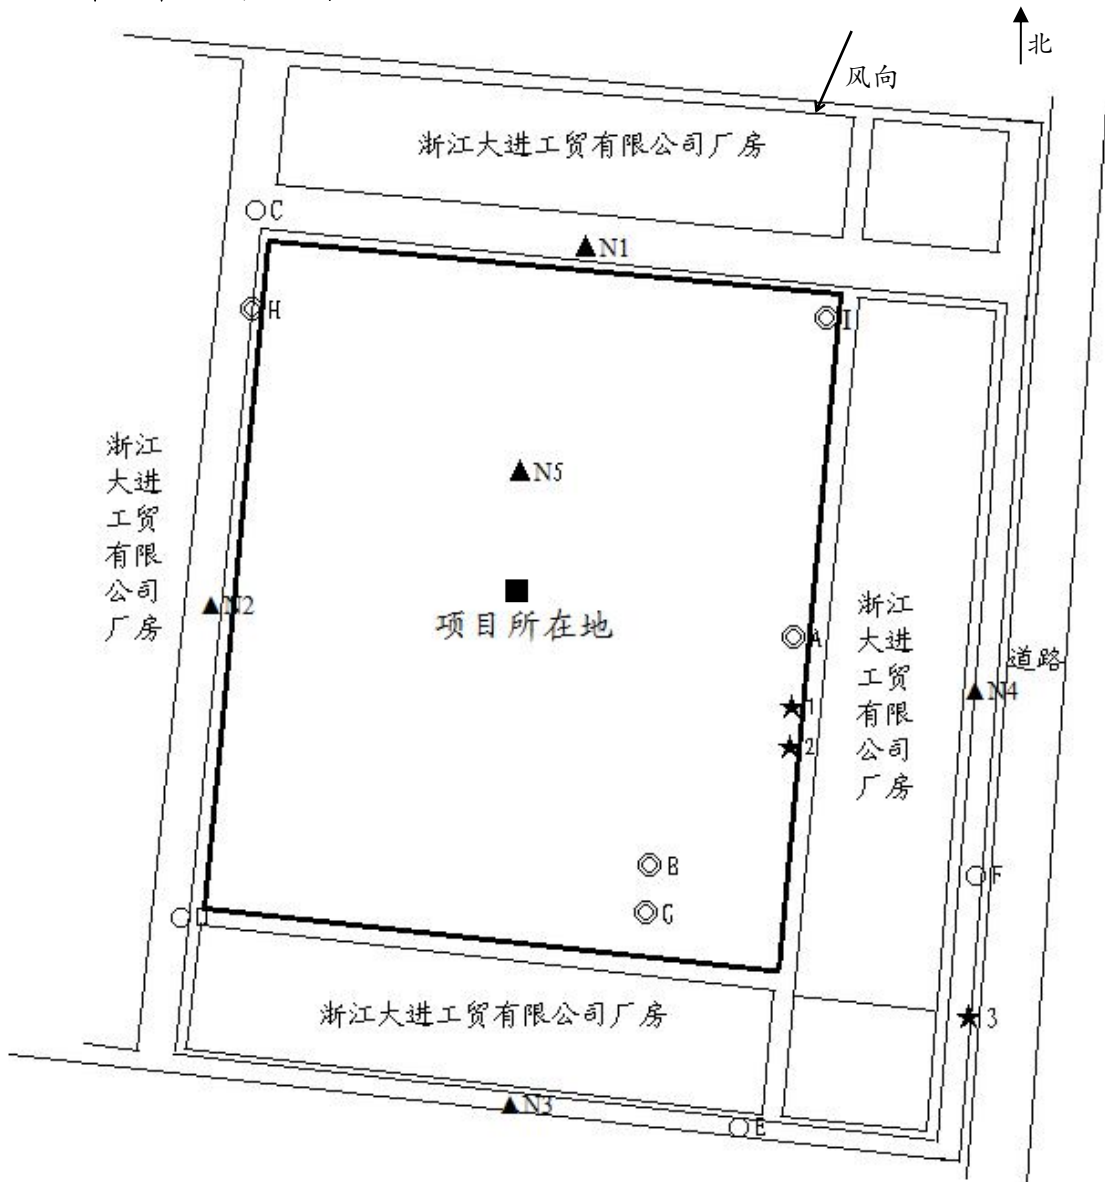 北
风向
浙江大进工贸有限公司厂房
C
N1
H
I
浙江
大进
工贸
有限
公司
厂房
N5
N2
项目所在地
A
浙江
大进
工贸
有限
公司
厂房
道路
N4
1
2
B
F
G
D
浙江大进工贸有限公司厂房
3
N3
E